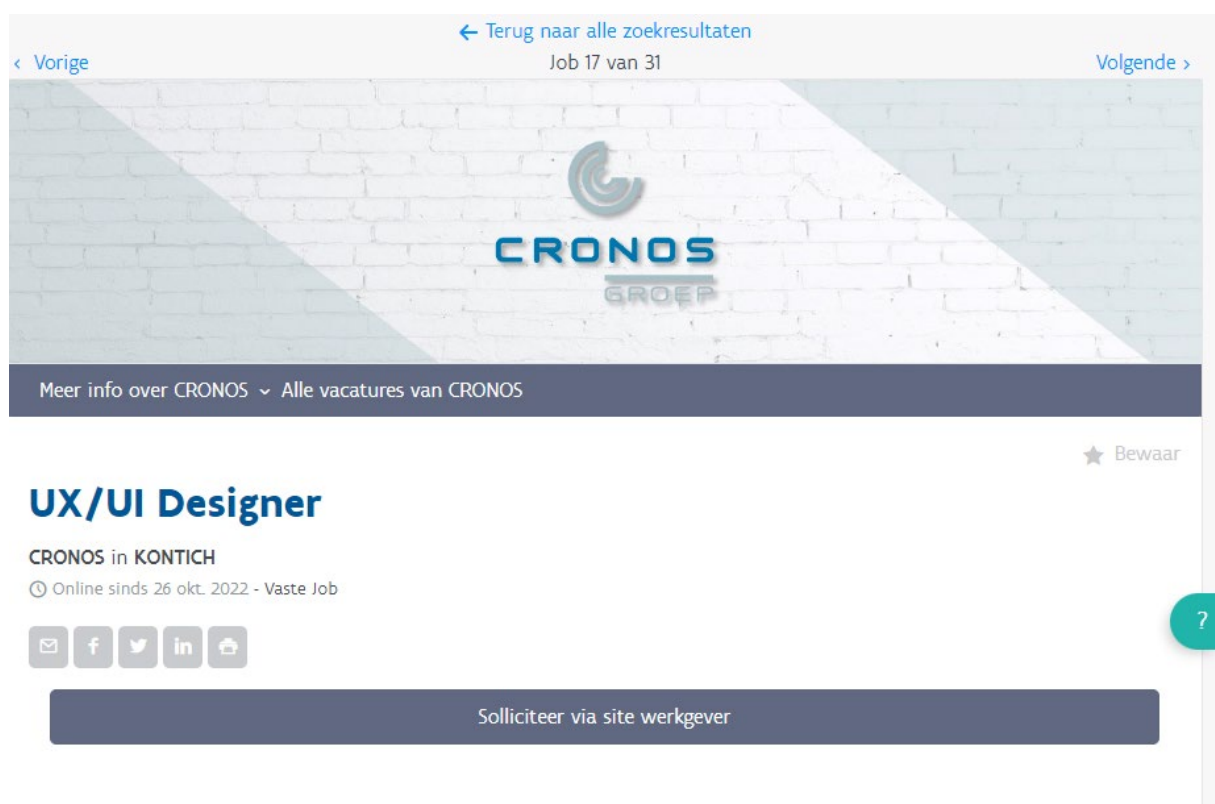 ← Terug naar alle zoekresultaten
‹ Vorige
Job 17 van 31
Volgende ›
CRONOS
GROEP
Meer info over CRONOS
Alle vacatures van CRONOS
Bewaar
UX/UI Designer
CRONOS in KONTICH
Online sinds 26 okt. 2022 - Vaste Job
?
Solliciteer via site werkgever